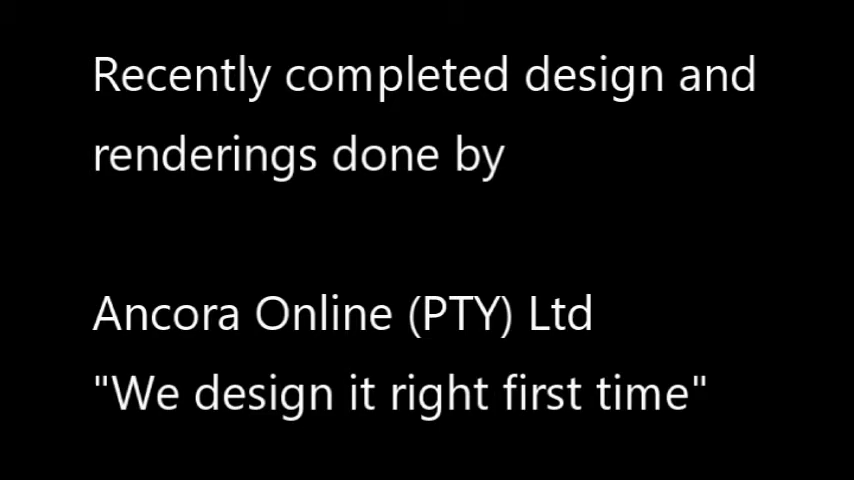 Recently completed design and
renderings done by
Ancora Online (PTY) Ltd
"We design it right first time"